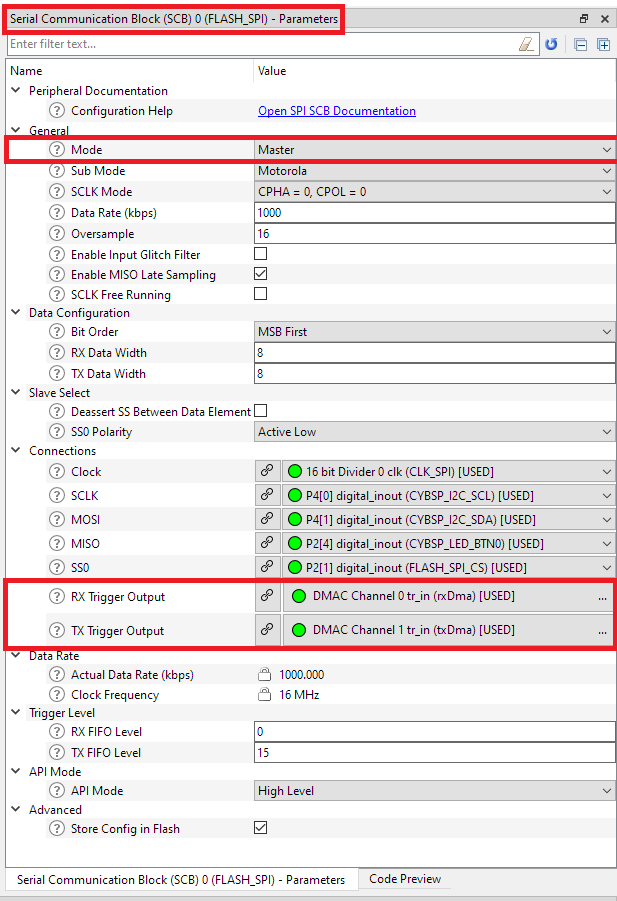 Serial Communication Block (SCB) 0 (FLASH_SPI) - Parameters
Enter filter text...
Name Value
Peripheral Documentation
? Configuration Help Open SPI SCB Documentation
General
? Mode Master
? Sub Mode Motorola
? SCLK Mode CPHA = 0, CPOL = 0
? Data Rate (kbps) 1000
? Oversample 16
? Enable Input Glitch Filter
? Enable MISO Late Sampling
? SCLK Free Running
Data Configuration
? Bit Order MSB First
? RX Data Width 8
? TX Data Width 8
Slave Select
? Deassert SS Between Data Element
? SS0 Polarity Active Low
Connections
? Clock 16 bit Divider 0 clk (CLK_SPI) [USED]
? SCLK P4[0] digital_inout (CYBSP_I2C_SCL) [USED]
? MOSI P4[1] digital_inout (CYBSP_I2C_SDA) [USED]
? MISO P2[4] digital_inout (CYBSP_LED_BTN0) [USED]
? SS0 P2[1] digital_inout (FLASH_SPI_CS) [USED]
? RX Trigger Output DMAC Channel 0 tr_in (rxDma) [USED] ...
? TX Trigger Output DMAC Channel 1 tr_in (txDma) [USED] ...
Data Rate
? Actual Data Rate (kbps) 1000.000
? Clock Frequency 16 MHz
Trigger Level
? RX FIFO Level 0
? TX FIFO Level 15
API Mode
? API Mode High Level
Advanced
? Store Config in Flash
Serial Communication Block (SCB) 0 (FLASH_SPI) - Parameters Code Preview